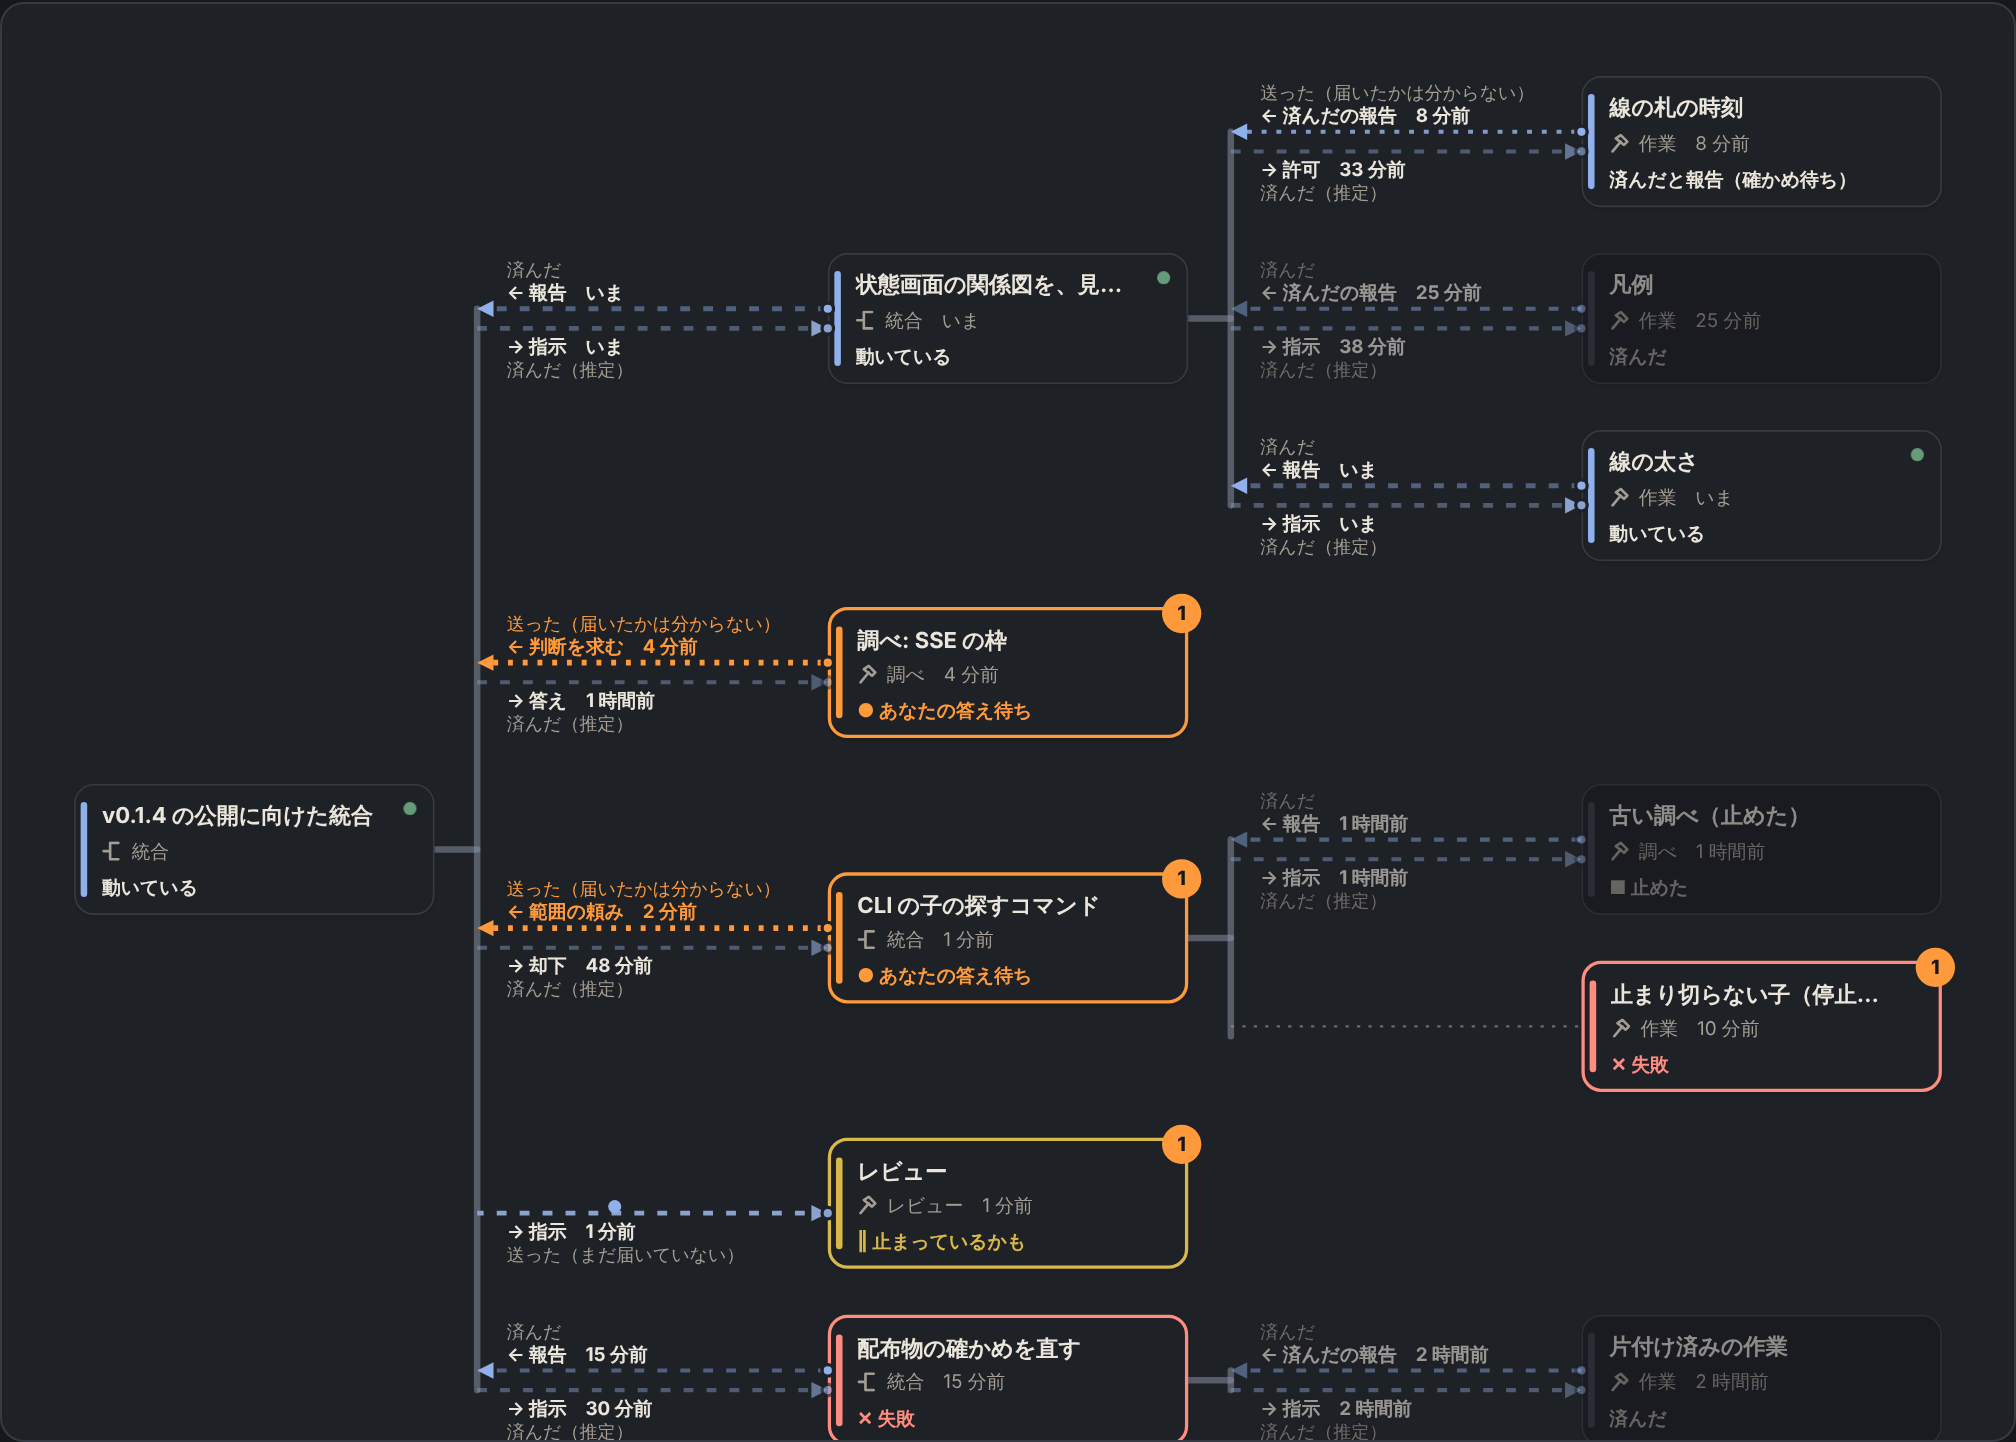 送った（届いたかは分からない）
← 済んだの報告 8 分前
→ 許可 33 分前
済んだ（推定）
線の札の時刻
作業 8 分前
済んだと報告（確かめ待ち）
済んだ
← 報告 いま
→ 指示 いま
済んだ（推定）
状態画面の関係図を、見…
統合 いま
動いている
済んだ
← 済んだの報告 25 分前
→ 指示 38 分前
済んだ（推定）
凡例
作業 25 分前
済んだ
済んだ
← 報告 いま
→ 指示 いま
済んだ（推定）
線の太さ
作業 いま
動いている
送った（届いたかは分からない）
← 判断を求む 4 分前
→ 答え 1 時間前
済んだ（推定）
1
調べ: SSE の枠
調べ 4 分前
あなたの答え待ち
v0.1.4 の公開に向けた統合
統合
動いている
送った（届いたかは分からない）
← 範囲の頼み 2 分前
→ 却下 48 分前
済んだ（推定）
1
CLI の子の探すコマンド
統合 1 分前
あなたの答え待ち
済んだ
← 報告 1 時間前
→ 指示 1 時間前
済んだ（推定）
古い調べ（止めた）
調べ 1 時間前
止めた
1
止まり切らない子（停止…
作業 10 分前
× 失敗
→ 指示 1 分前
送った（まだ届いていない）
1
レビュー
レビュー 1 分前
止まっているかも
済んだ
← 報告 15 分前
→ 指示 30 分前
済んだ（推定）
配布物の確かめを直す
統合 15 分前
× 失敗
済んだ
← 済んだの報告 2 時間前
→ 指示 2 時間前
済んだ（推定）
片付け済みの作業
作業 2 時間前
済んだ